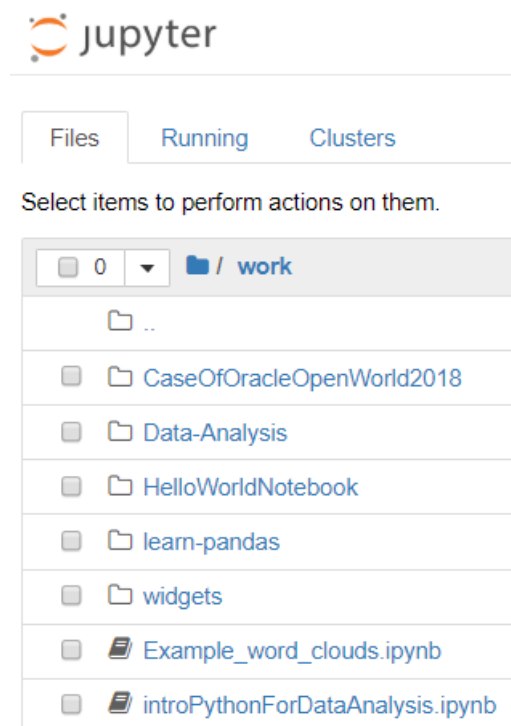 jupyter
Files Running Clusters
Select items to perform actions on them.
0 / work
..
CaseOfOracleOpenWorld2018
Data-Analysis
HelloWorldNotebook
learn-pandas
widgets
Example_word_clouds.ipynb
introPythonForDataAnalysis.ipynb